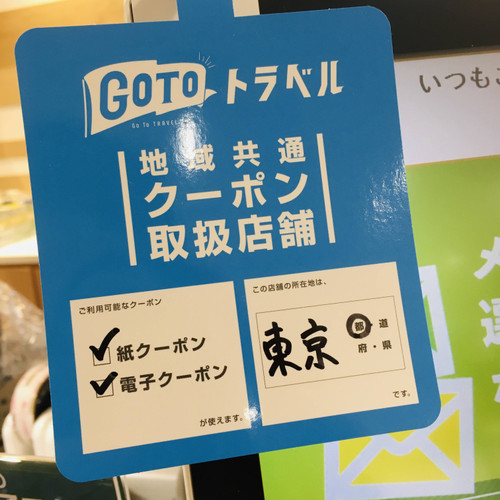 GOTO トラベル
Go To TRAVEL
地域共通
クーポン
取扱店舗
ご利用可能なクーポン
紙クーポン
電子クーポン
が使えます。
この店舗の所在地は、
東京 都・道
府・県
です。
いつもご